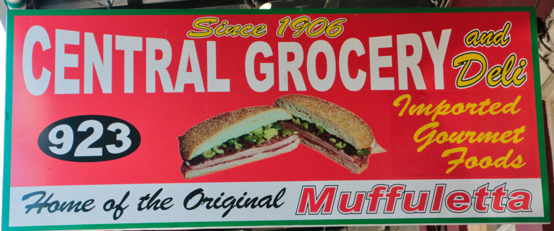 Since 1906
CENTRAL GROCERY and Deli
923
Imported
Gourmet
Foods
Home of the Original Muffuletta